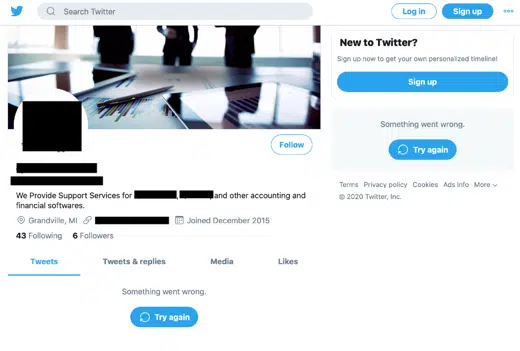 Search Twitter
Log in
Sign up
New to Twitter?
Sign up now to get your own personalized timeline!
Sign up
Something went wrong.
Try again
Follow
We Provide Support Services for , , and other accounting and
financial softwares.
Grandville, MI
Joined December 2015
43 Following 6 Followers
Tweets Tweets & replies Media Likes
Something went wrong.
Try again
Terms Privacy policy Cookies Ads info More
© 2020 Twitter, Inc.